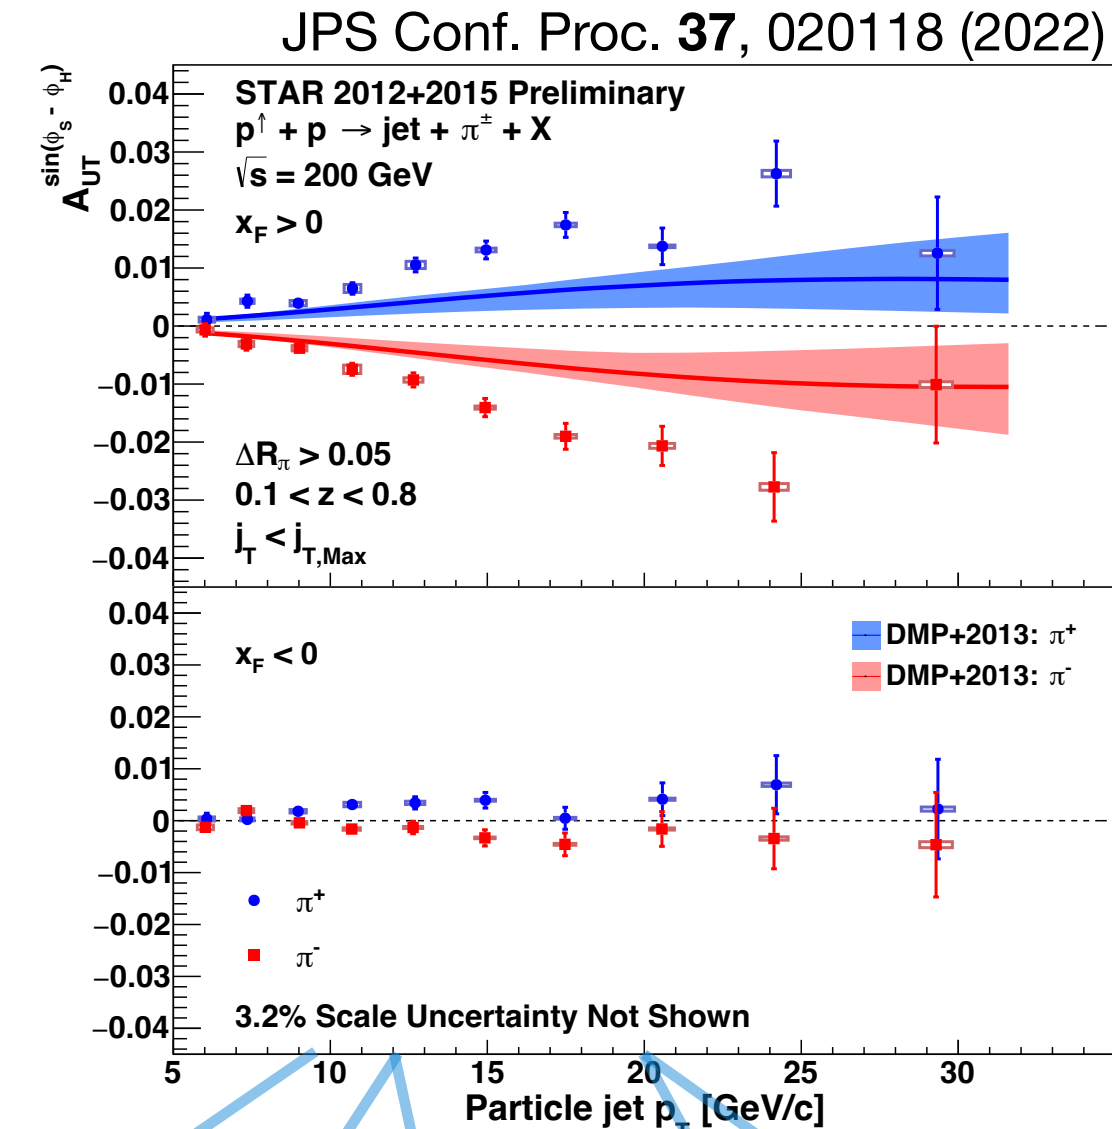 JPS Conf. Proc. 37, 020118 (2022)
A_UT^sin(ϕ_S - ϕ_H)
STAR 2012+2015 Preliminary
p^↑ + p → jet + π^± + X
√s = 200 GeV
x_F > 0
0.04
0.03
0.02
0.01
0
−0.01
−0.02
−0.03
−0.04
ΔR_π > 0.05
0.1 < z < 0.8
j_T < j_T,Max
x_F < 0
DMP+2013: π^+
DMP+2013: π^-
0.04
0.03
0.02
0.01
0
−0.01
−0.02
−0.03
−0.04
π^+
π^-
3.2% Scale Uncertainty Not Shown
5 10 15 20 25 30
Particle jet p_T [GeV/c]